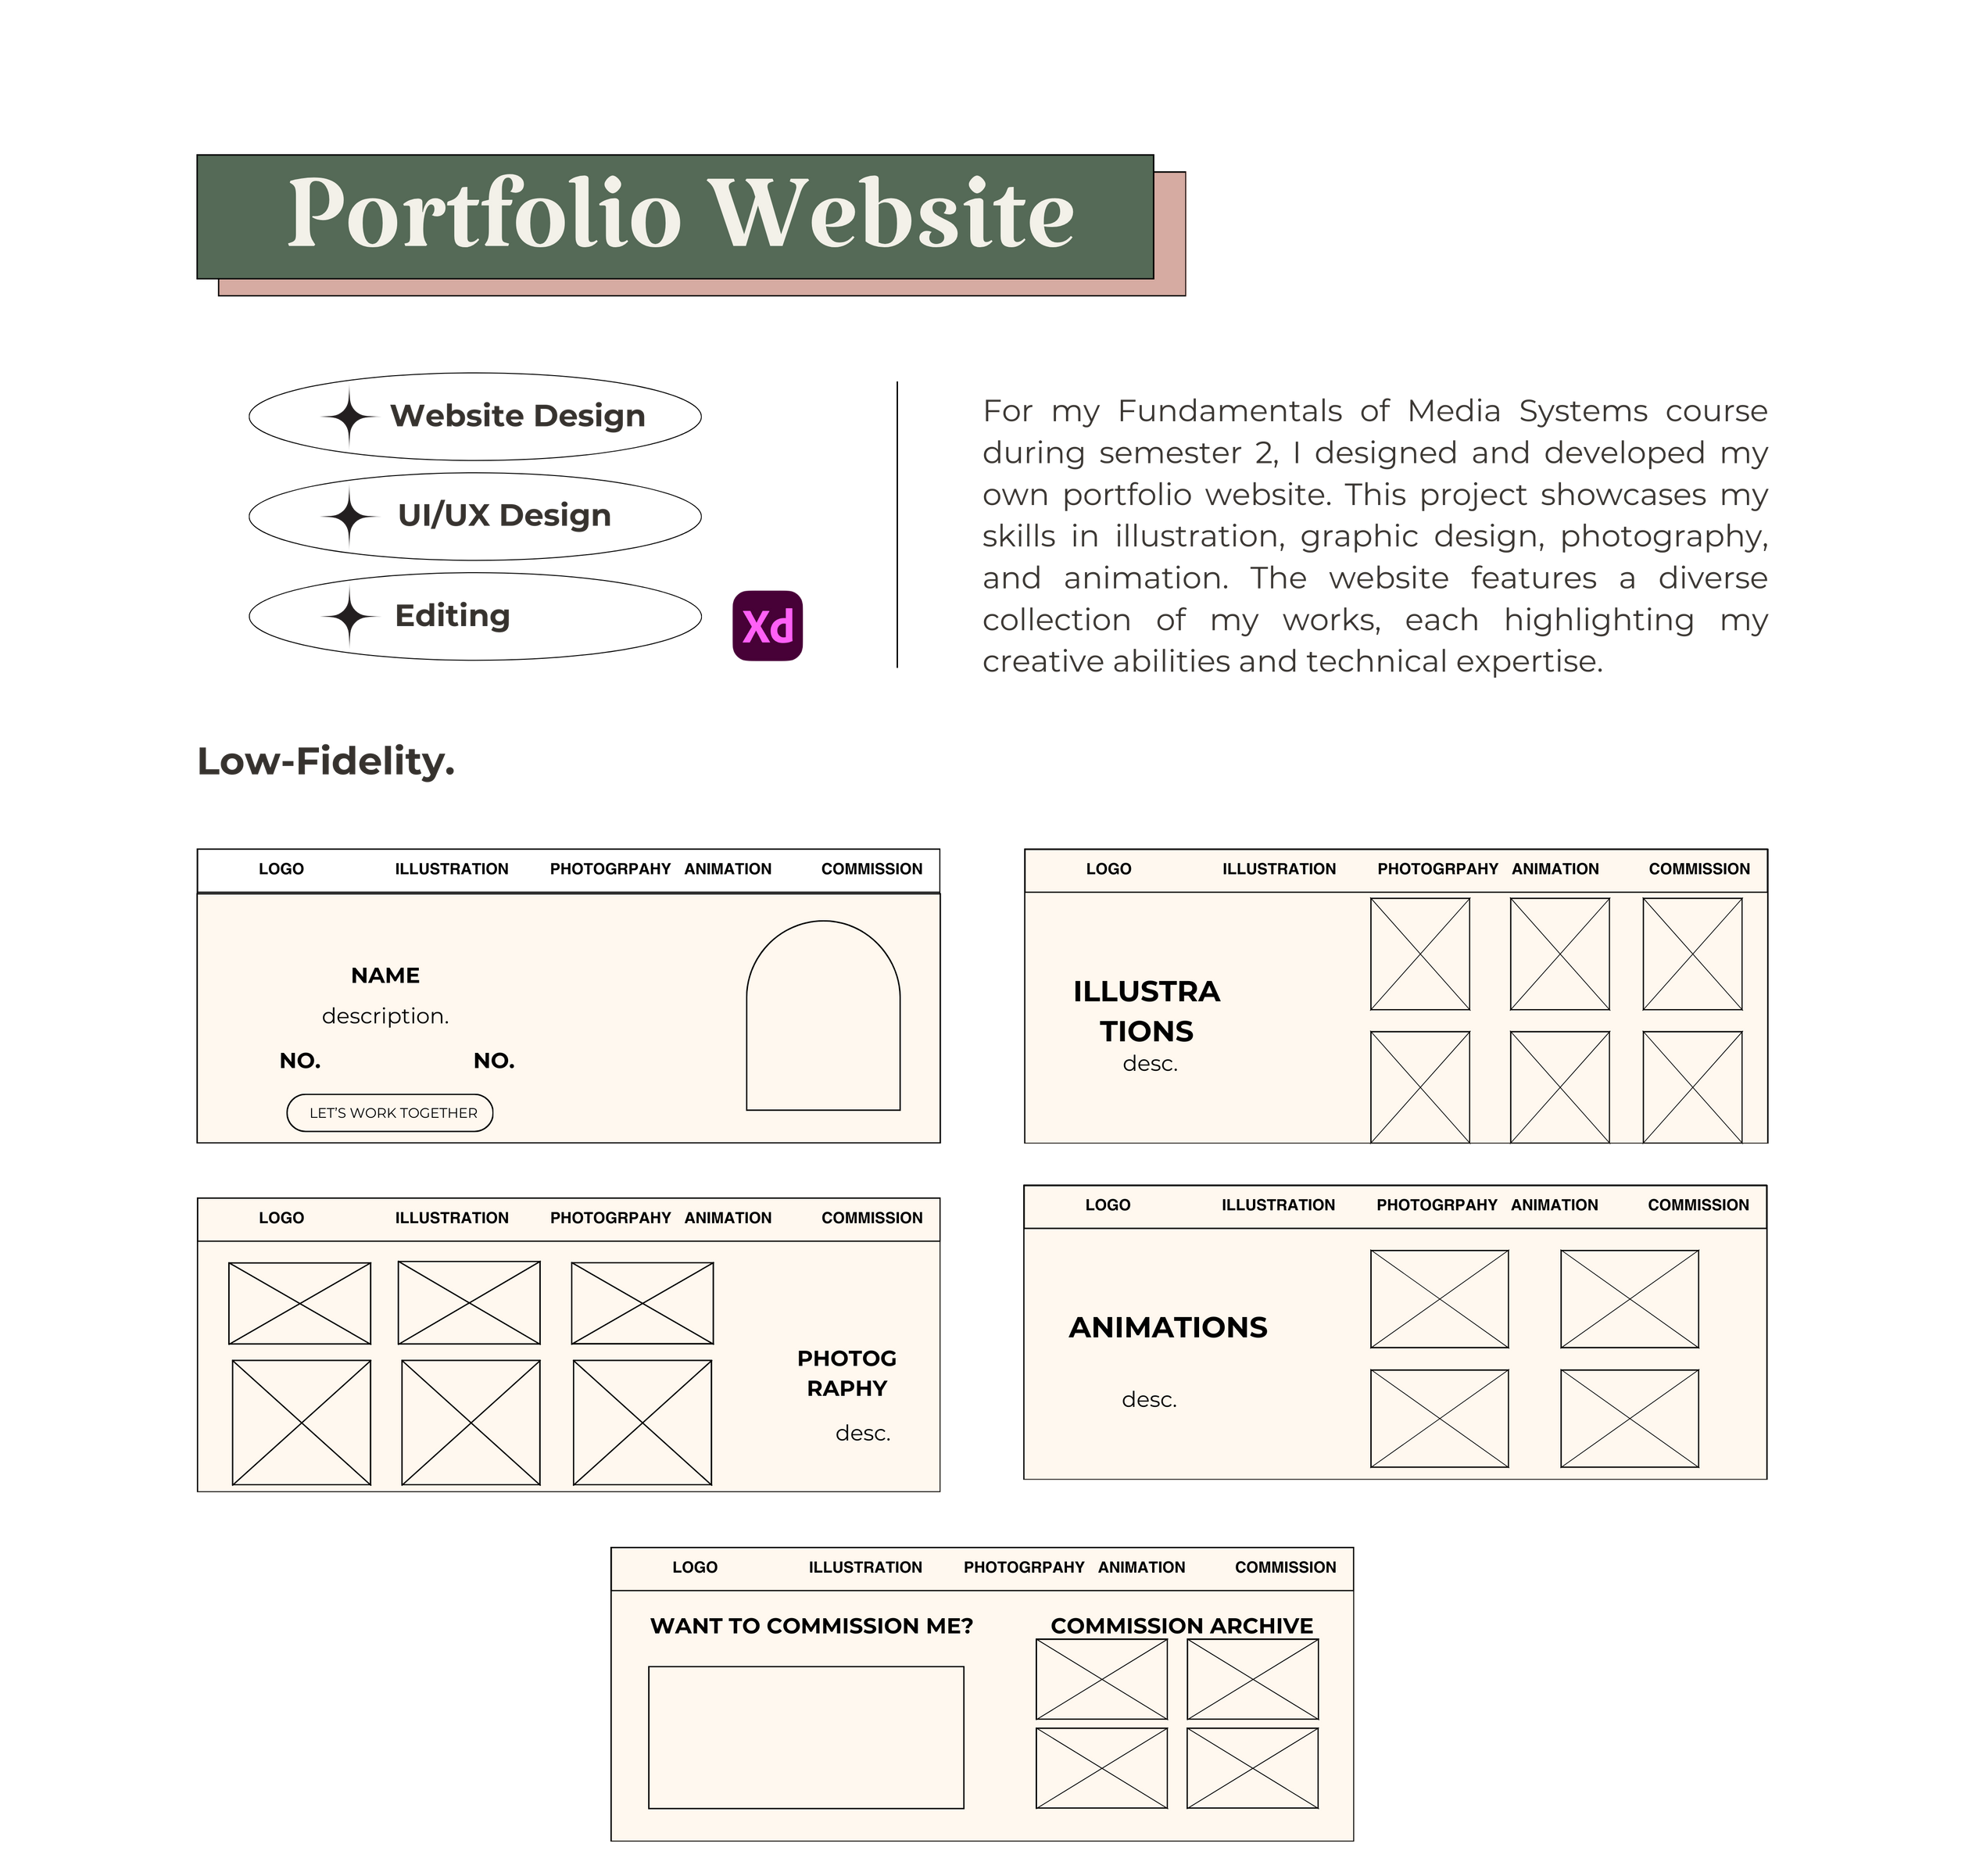 Portfolio Website
Website Design
UI/UX Design
Editing
Xd
For my Fundamentals of Media Systems course
during semester 2, I designed and developed my
own portfolio website. This project showcases my
skills in illustration, graphic design, photography,
and animation. The website features a diverse
collection of my works, each highlighting my
creative abilities and technical expertise.
Low-Fidelity.
LOGO ILLUSTRATION PHOTOGRPAHY ANIMATION COMMISSION
NAME
description.
NO. NO.
LET'S WORK TOGETHER
LOGO ILLUSTRATION PHOTOGRPAHY ANIMATION COMMISSION
ILLUSTRA
TIONS
desc.
LOGO ILLUSTRATION PHOTOGRPAHY ANIMATION COMMISSION
PHOTOG
RAPHY
desc.
LOGO ILLUSTRATION PHOTOGRPAHY ANIMATION COMMISSION
ANIMATIONS
desc.
LOGO ILLUSTRATION PHOTOGRPAHY ANIMATION COMMISSION
WANT TO COMMISSION ME? COMMISSION ARCHIVE